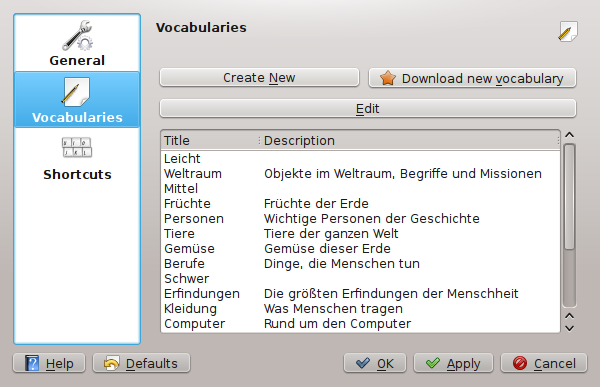 General
Vocabularies
Shortcuts
Vocabularies
Create New
Download new vocabulary
Edit
Title Description
Leicht
Weltraum Objekte im Weltraum, Begriffe und Missionen
Mittel
Früchte Früchte der Erde
Personen Wichtige Personen der Geschichte
Tiere Tiere der ganzen Welt
Gemüse Gemüse dieser Erde
Berufe Dinge, die Menschen tun
Schwer
Erfindungen Die größten Erfindungen der Menschheit
Kleidung Was Menschen tragen
Computer Rund um den Computer
Help Defaults OK Apply Cancel